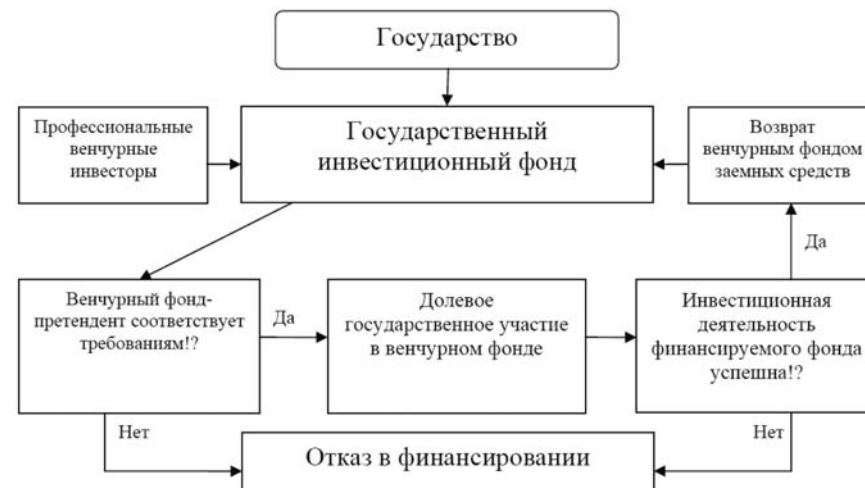 Государство
Профессиональные
венчурные
инвесторы
Государственный
инвестиционный фонд
Возврат
венчурным фондом
заемных средств
Да
Венчурный фонд-
претендент соответствует
требованиям!?
Да
Долевое
государственное участие
в венчурном фонде
Инвестиционная
деятельность
финансируемого фонда
успешна!?
Нет
Нет
Отказ в финансировании